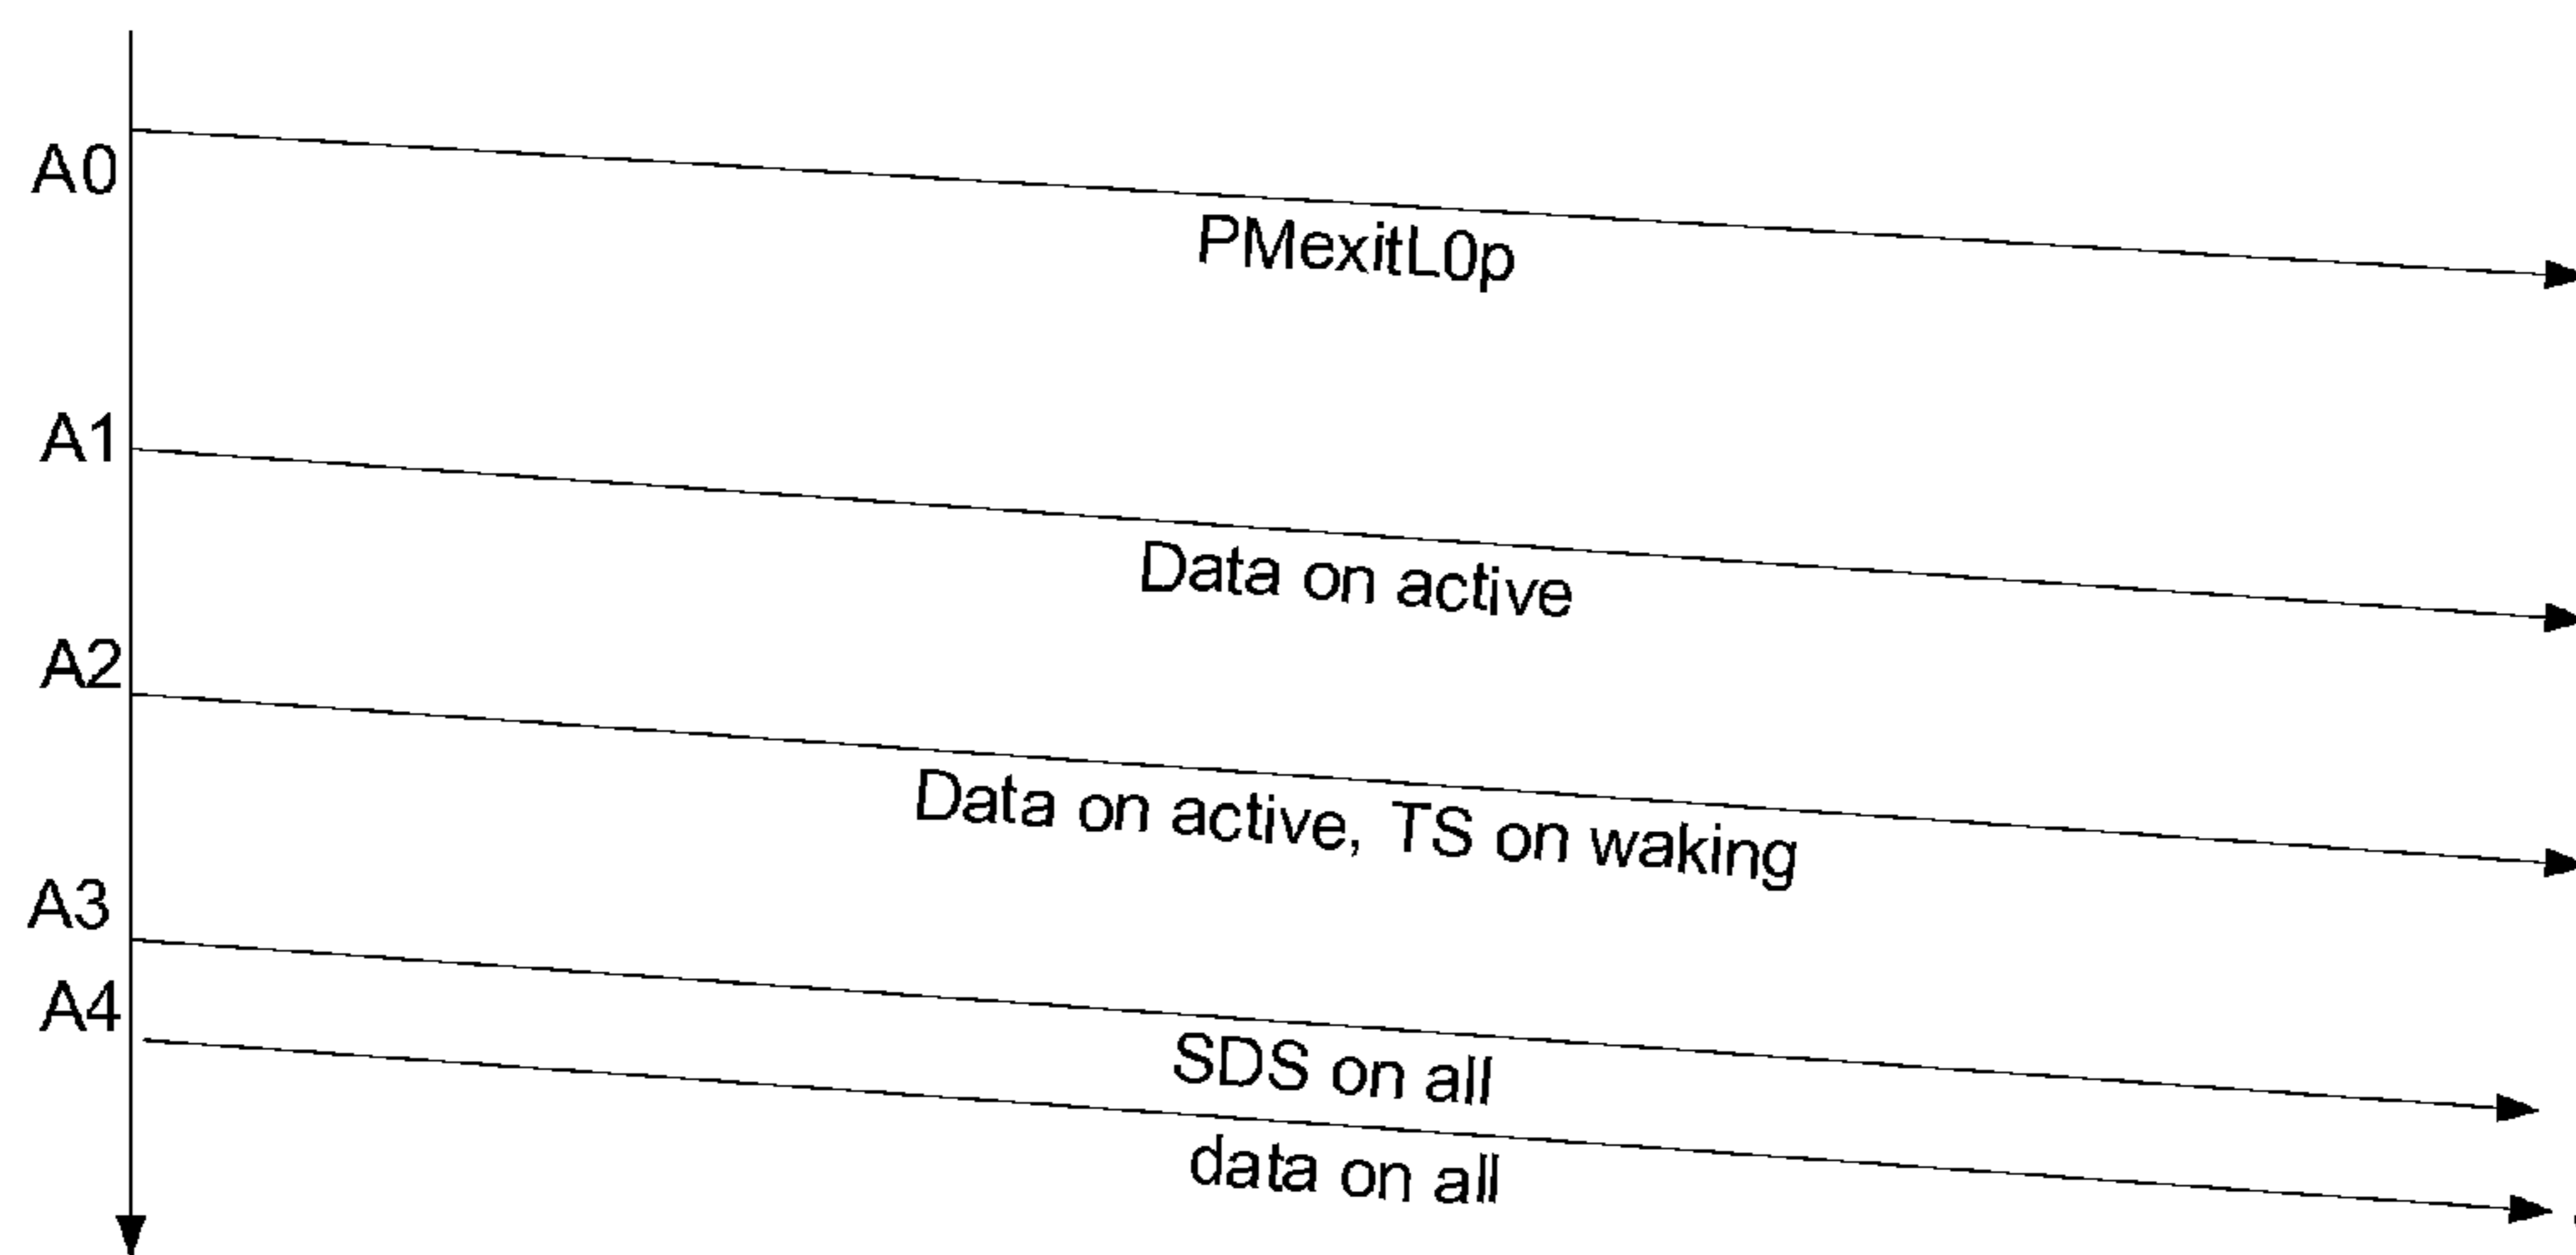 A0
PMexitL0p
A1
Data on active
A2
Data on active, TS on waking
A3
SDS on all
A4
data on all